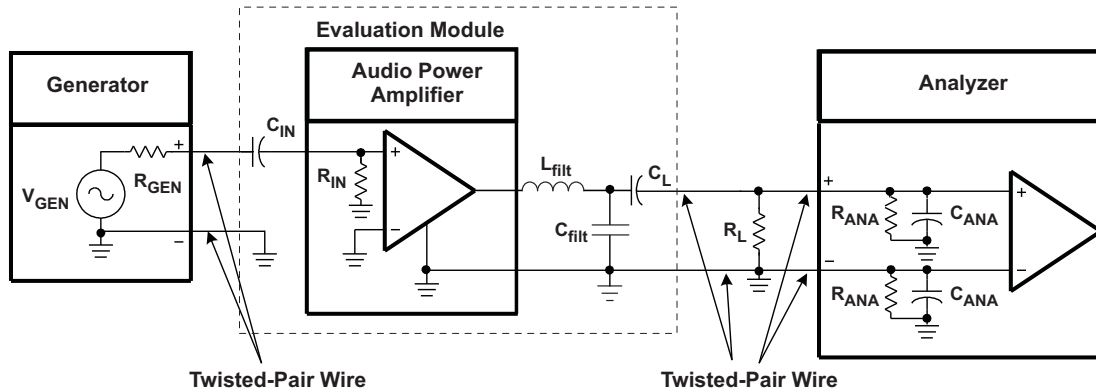 Evaluation Module
Generator
Audio Power
Amplifier
Analyzer
C_IN
+
R_GEN
V_GEN
−
R_IN
+
−
L_filt
C_L
C_filt
R_L
+
R_ANA
C_ANA
+
−
R_ANA
C_ANA
−
Twisted-Pair Wire
Twisted-Pair Wire